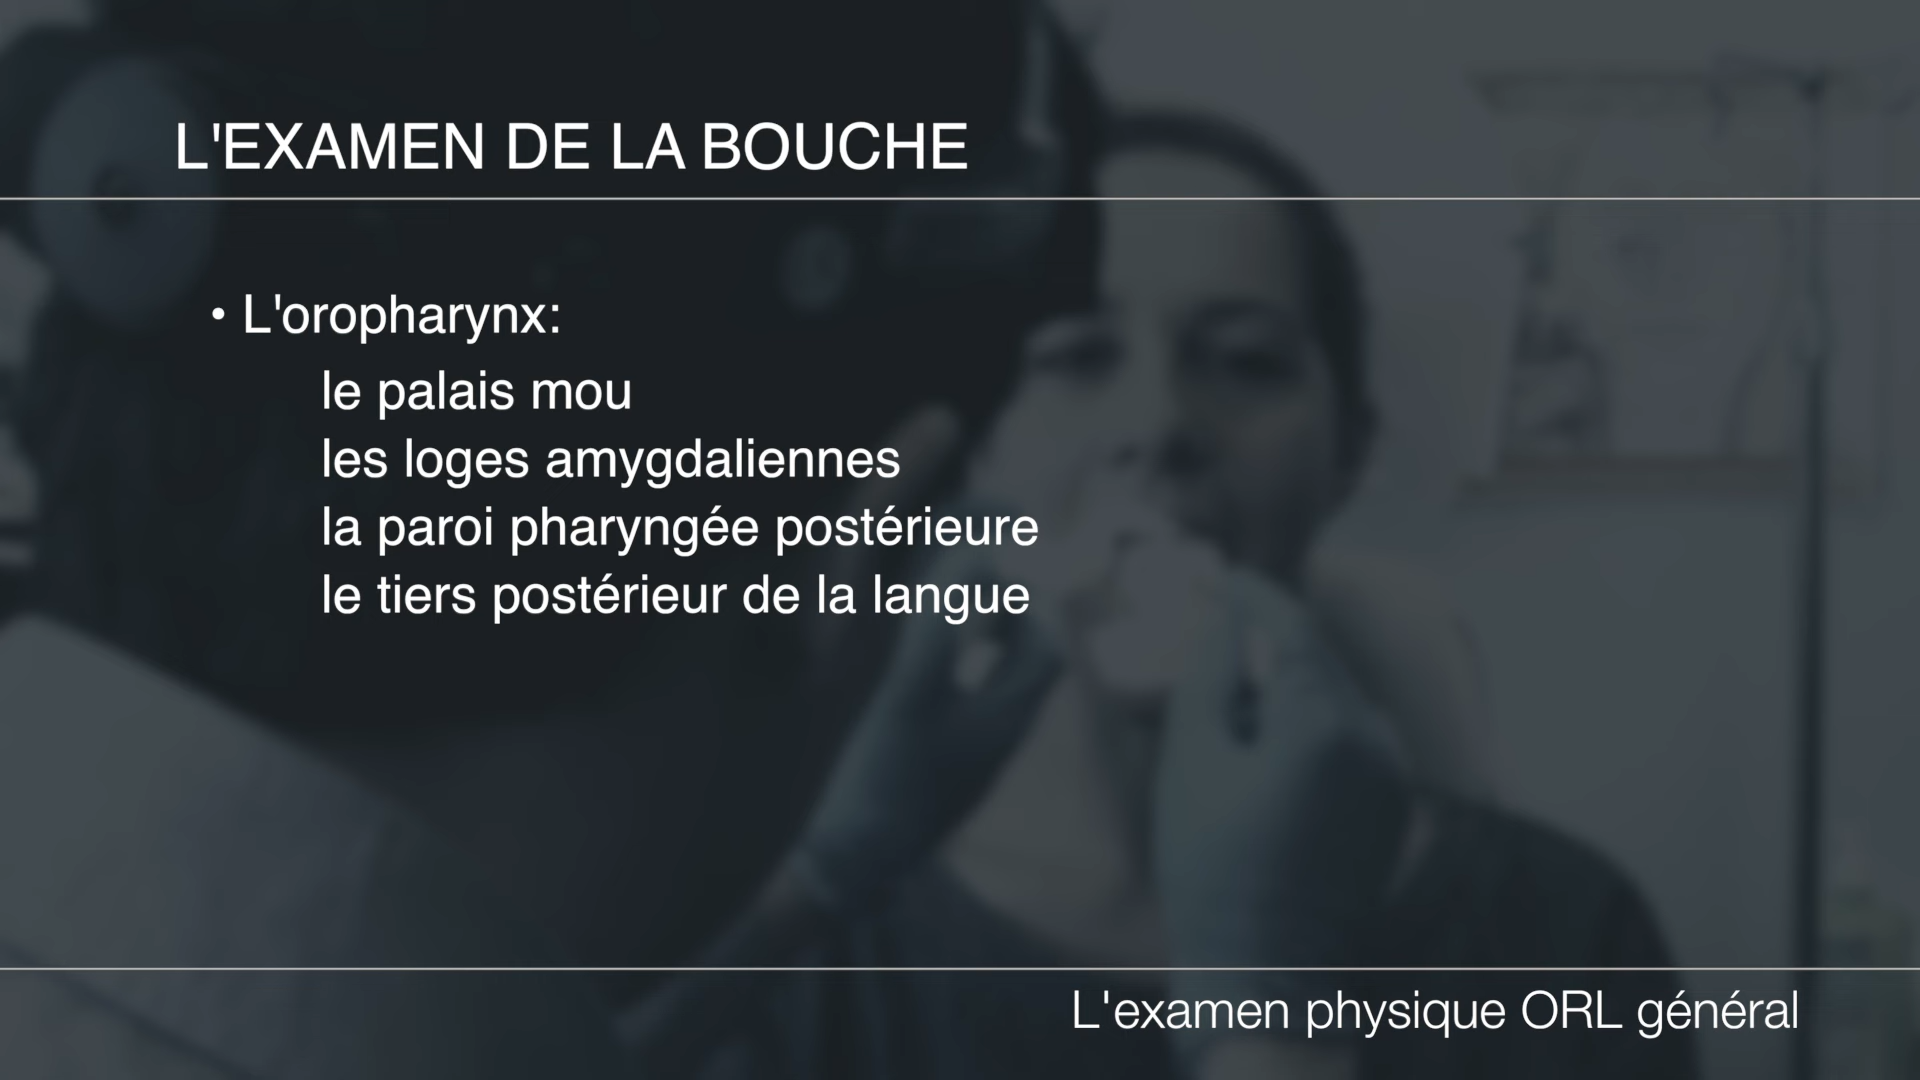 L'EXAMEN DE LA BOUCHE
• L'oropharynx:
le palais mou
les loges amygdaliennes
la paroi pharyngée postérieure
le tiers postérieur de la langue
L'examen physique ORL général